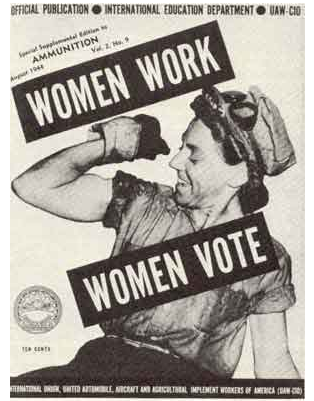 OFFICIAL PUBLICATION ● INTERNATIONAL EDUCATION DEPARTMENT ● UAW-CIO
Special Supplemental Edition to
AMMUNITION
August 1944
Vol. 2, No. 9
WOMEN WORK
WOMEN VOTE
TEN CENTS
INTERNATIONAL UNION, UNITED AUTOMOBILE, AIRCRAFT AND AGRICULTURAL IMPLEMENT WORKERS OF AMERICA (UAW-CIO)